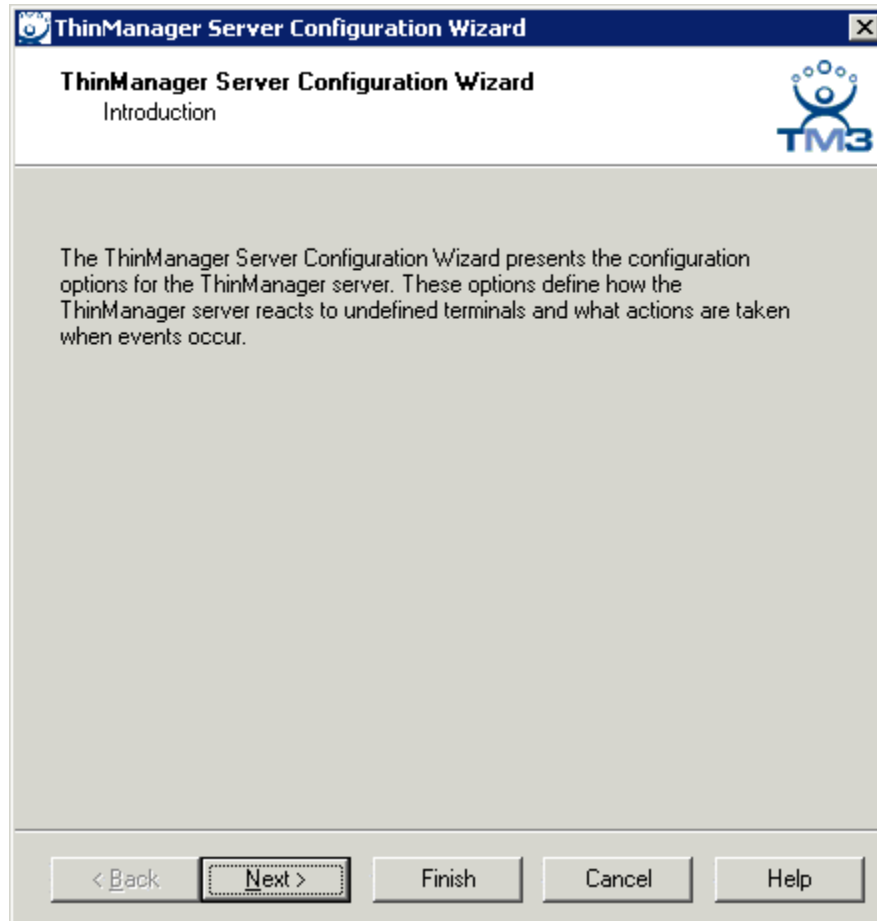 ThinManager Server Configuration Wizard
ThinManager Server Configuration Wizard
Introduction
TM3
The ThinManager Server Configuration Wizard presents the configuration
options for the ThinManager server. These options define how the
ThinManager server reacts to undefined terminals and what actions are taken
when events occur.
< Back Next > Finish Cancel Help